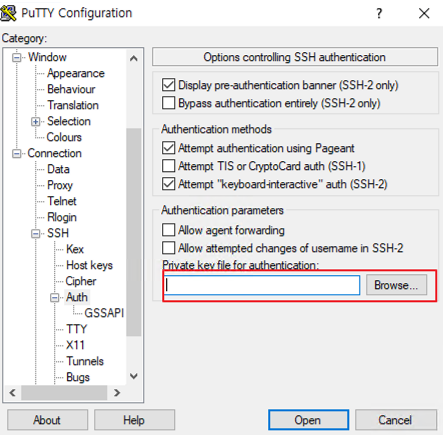 PuTTY Configuration
Category:
Window
Appearance
Behaviour
Translation
Selection
Colours
Connection
Data
Proxy
Telnet
Rlogin
SSH
Kex
Host keys
Cipher
Auth
GSSAPI
TTY
X11
Tunnels
Bugs
Options controlling SSH authentication
Display pre-authentication banner (SSH-2 only)
Bypass authentication entirely (SSH-2 only)
Authentication methods
Attempt authentication using Pageant
Attempt TIS or CryptoCard auth (SSH-1)
Attempt "keyboard-interactive" auth (SSH-2)
Authentication parameters
Allow agent forwarding
Allow attempted changes of username in SSH-2
Private key file for authentication:
Browse...
About
Help
Open
Cancel